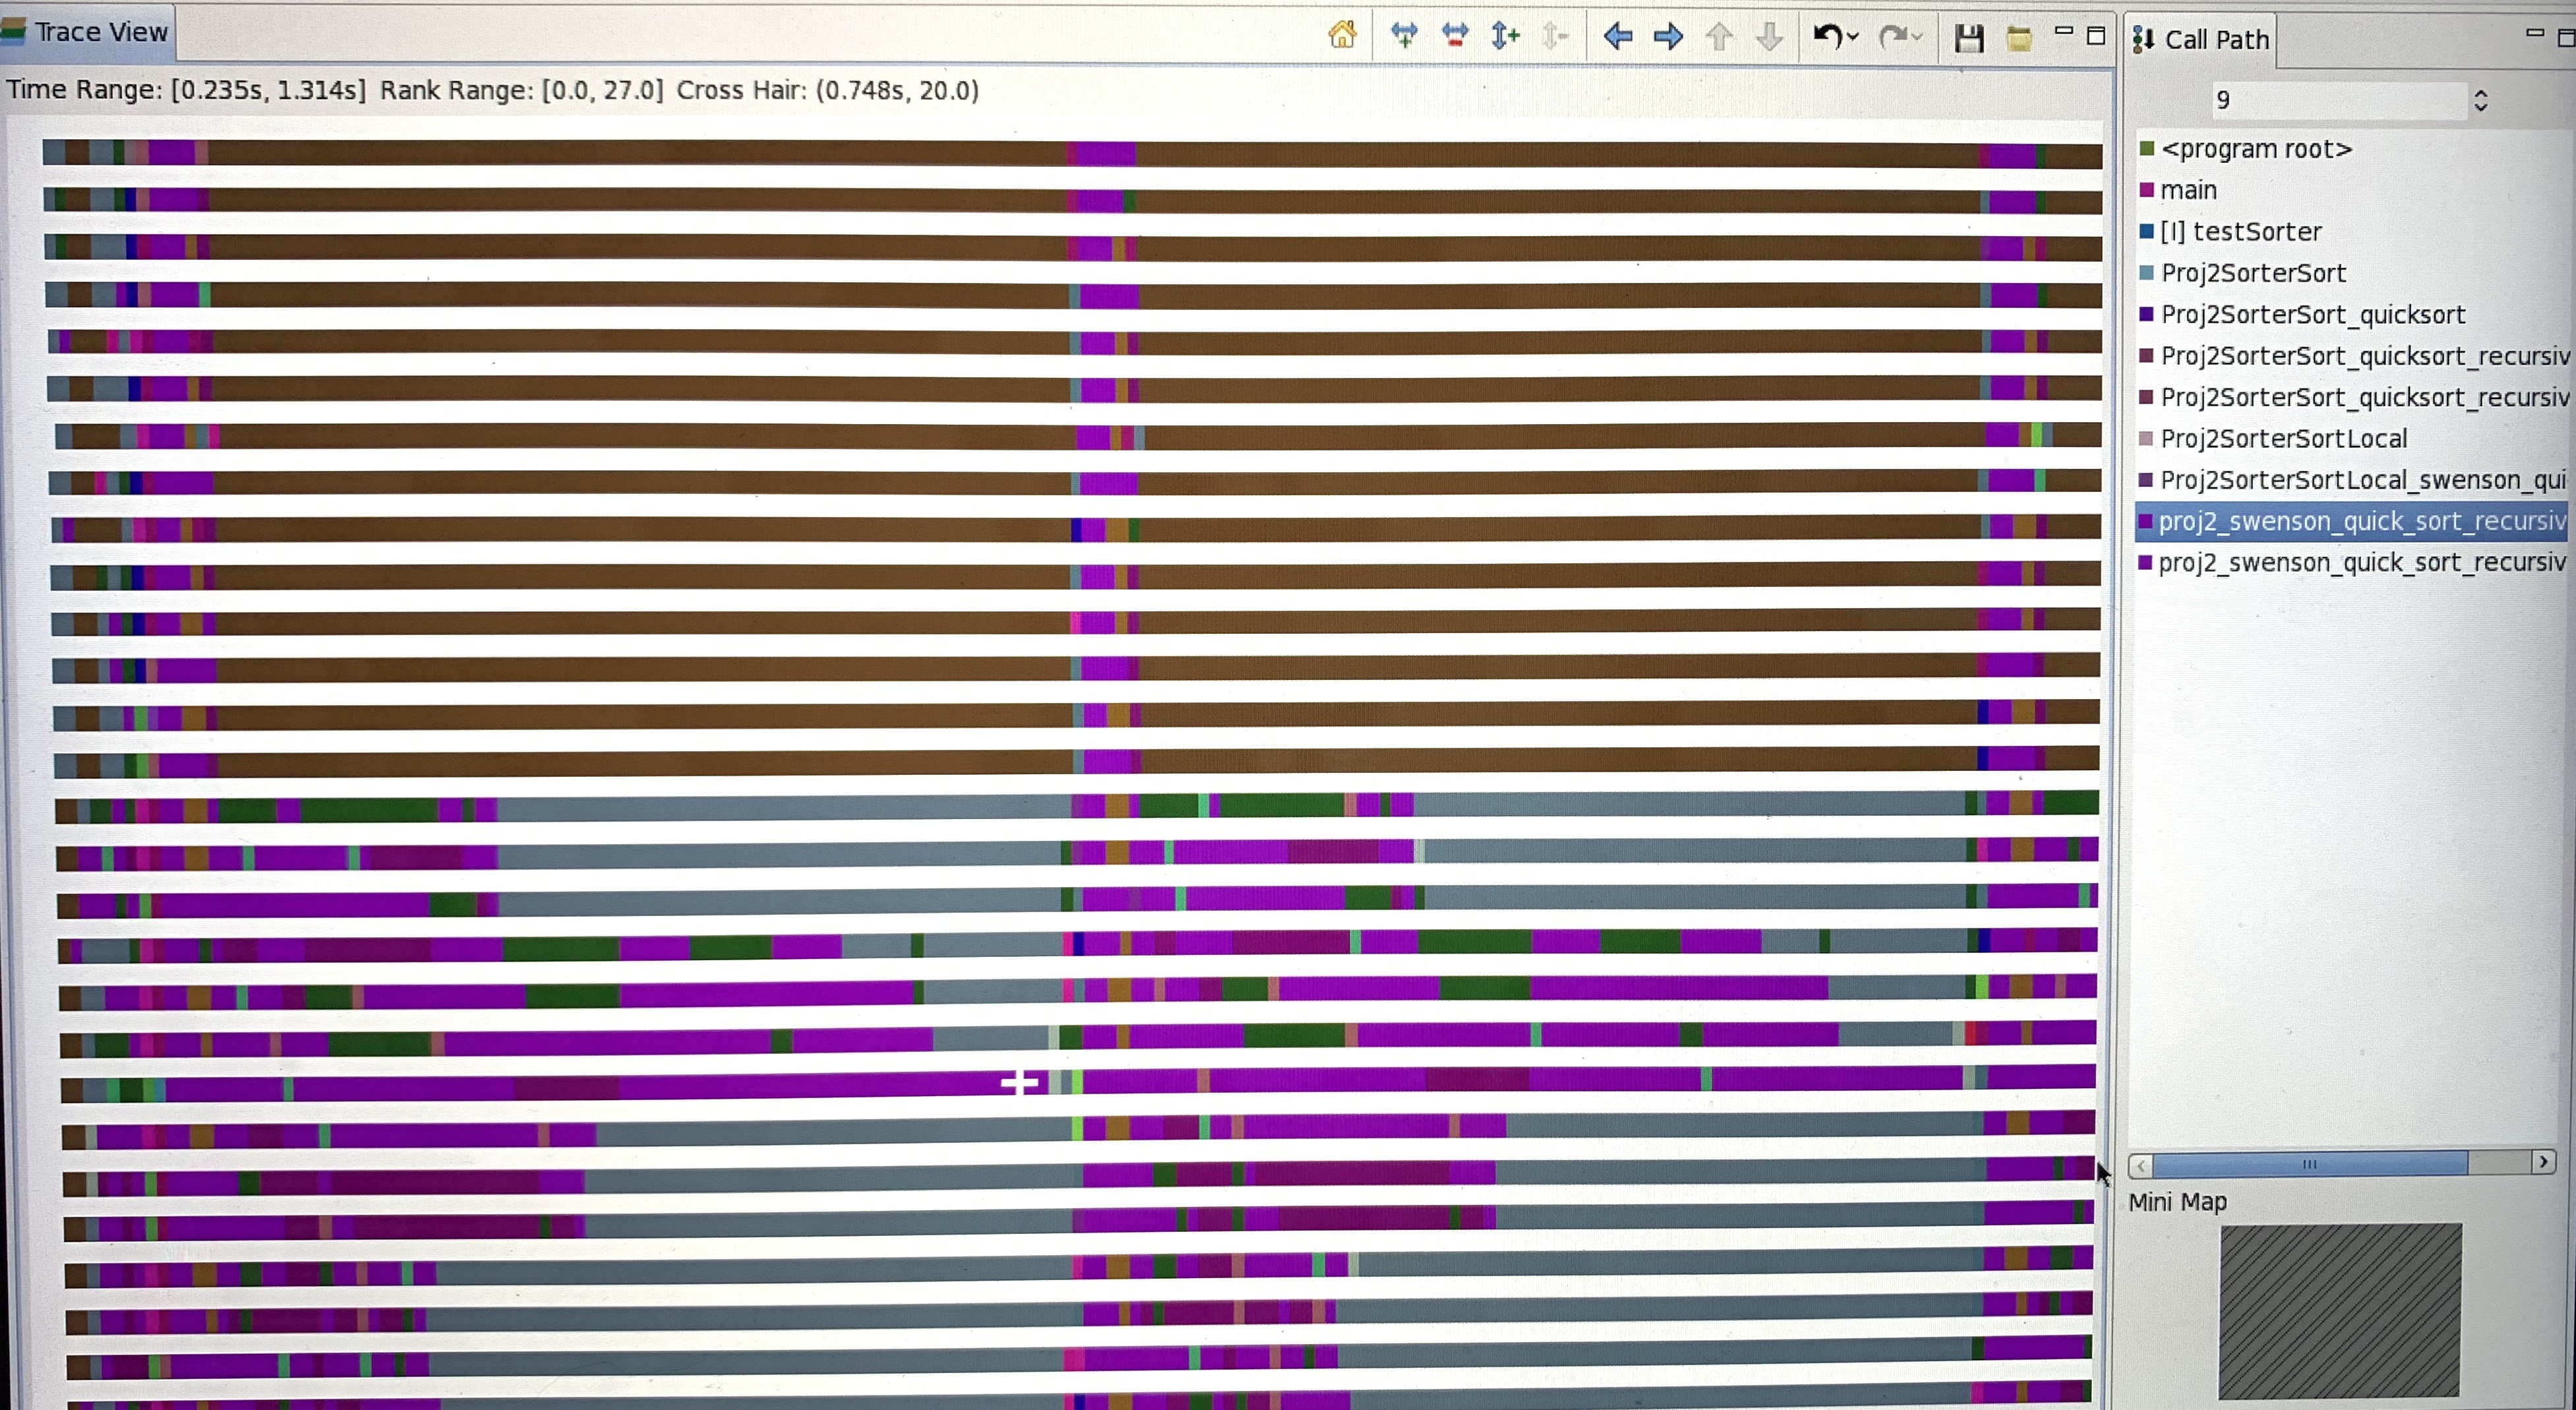 Trace View
Time Range: [0.235s, 1.314s] Rank Range: [0.0, 27.0] Cross Hair: (0.748s, 20.0)
Call Path
9
<program root>
main
[I] testSorter
Proj2SorterSort
Proj2SorterSort_quicksort
Proj2SorterSort_quicksort_recursiv
Proj2SorterSort_quicksort_recursiv
Proj2SorterSortLocal
Proj2SorterSortLocal_swenson_qui
proj2_swenson_quick_sort_recursiv
proj2_swenson_quick_sort_recursiv
Mini Map